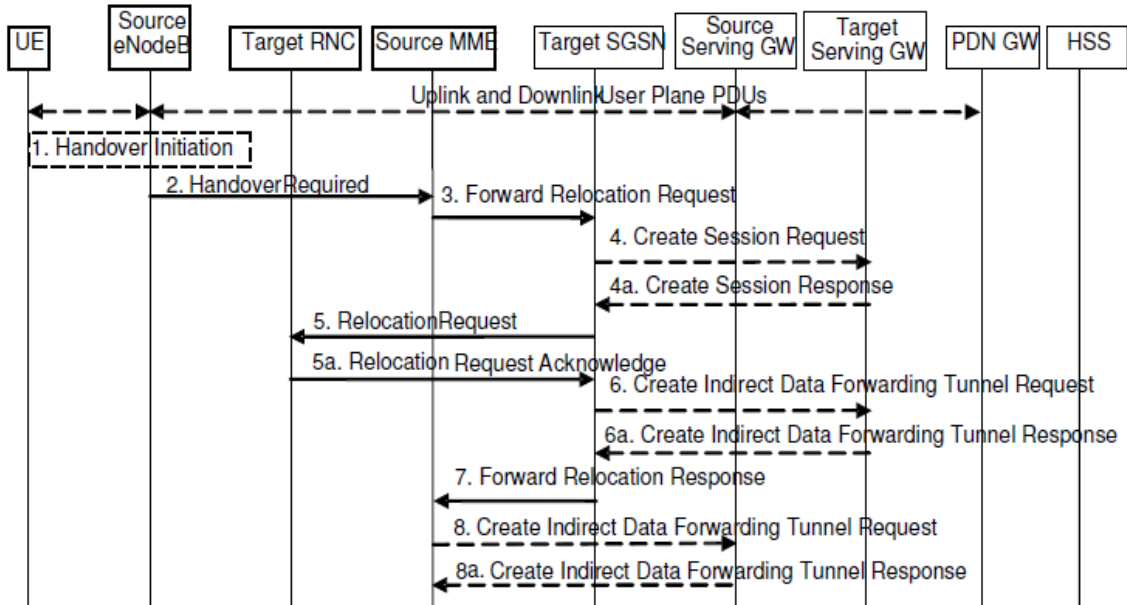 UE
Source
eNodeB
Target RNC
Source MME
Target SGSN
Source
Serving GW
Target
Serving GW
PDN GW
HSS
Uplink and Downlink User Plane PDUs
1. Handover Initiation
2. Handover Required
3. Forward Relocation Request
4. Create Session Request
4a. Create Session Response
5. Relocation Request
5a. Relocation Request Acknowledge
6. Create Indirect Data Forwarding Tunnel Request
6a. Create Indirect Data Forwarding Tunnel Response
7. Forward Relocation Response
8. Create Indirect Data Forwarding Tunnel Request
8a. Create Indirect Data Forwarding Tunnel Response